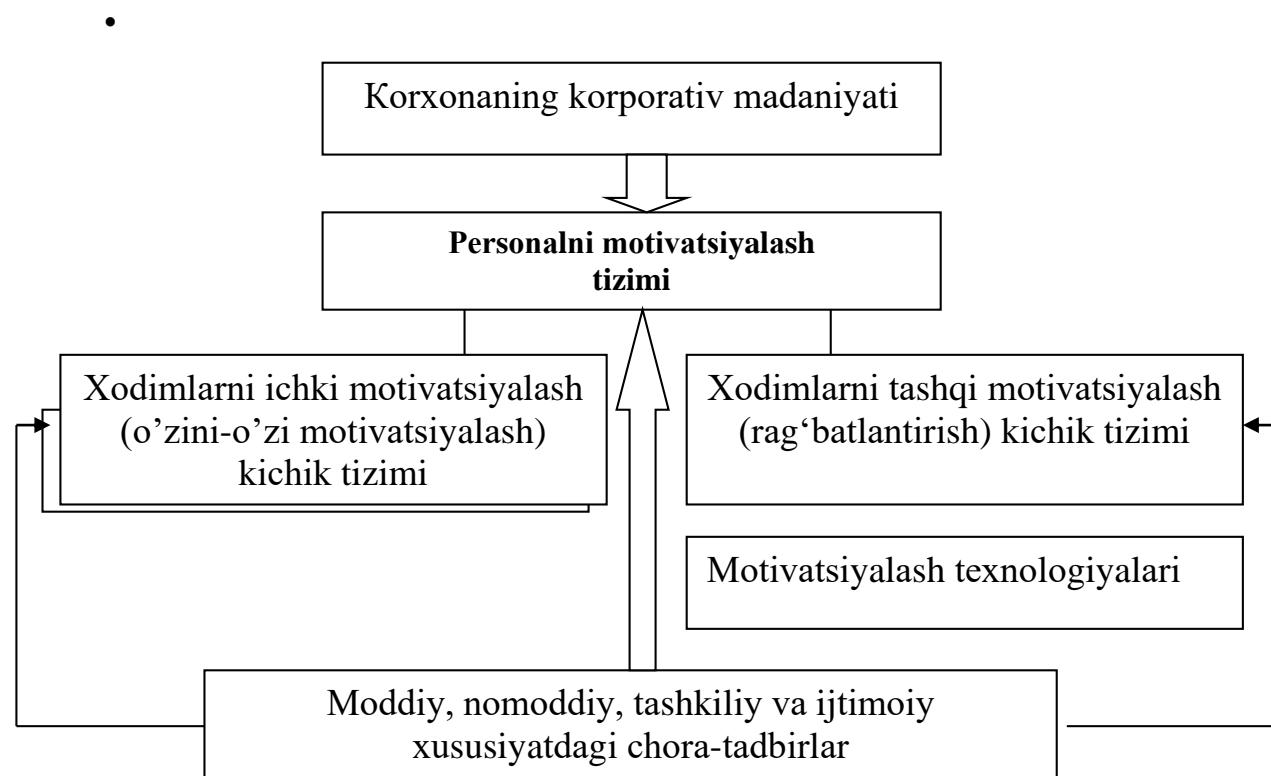 •
Korxonaning korporativ madaniyati
Personalni motivatsiyalash
tizimi
Xodimlarni ichki motivatsiyalash
(o’zini-o’zi motivatsiyalash)
kichik tizimi
Xodimlarni tashqi motivatsiyalash
(rag‘batlantirish) kichik tizimi
Motivatsiyalash texnologiyalari
Moddiy, nomoddiy, tashkiliy va ijtimoiy
xususiyatdagi chora-tadbirlar